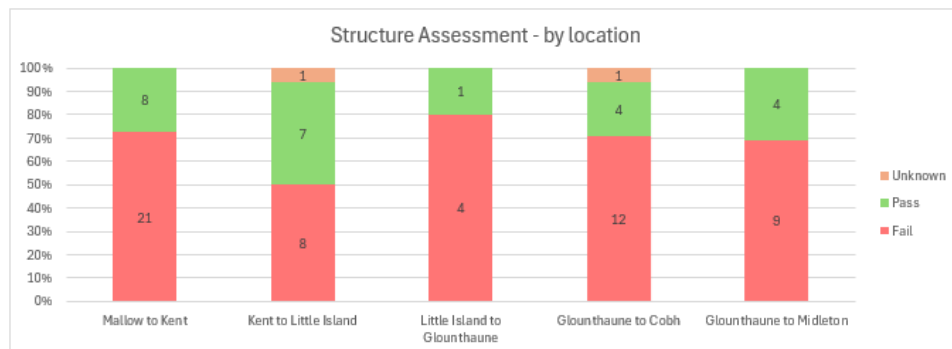 Structure Assessment - by location
100%
90%
80%
70%
60%
50%
40%
30%
20%
10%
0%
8
21
1
7
8
1
4
1
4
12
4
9
Mallow to Kent
Kent to Little Island
Little Island to
Glounthaune
Glounthaune to Cobh
Glounthaune to Midleton
Unknown
Pass
Fail